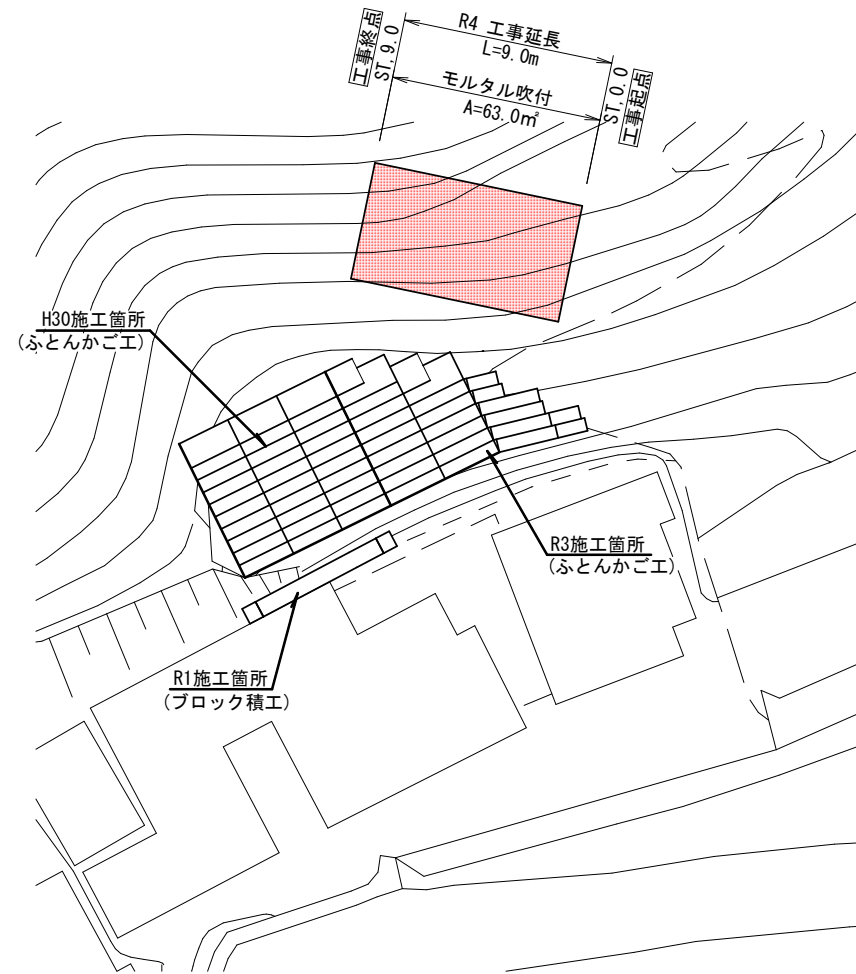 R4 工事延長
L=9.0m
モルタル吹付
A=63.0㎡
工事終点
ST,9.0
ST,0.0
工事起点
H30施工箇所
(ふとんかご工)
R3施工箇所
(ふとんかご工)
R1施工箇所
(ブロック積工)